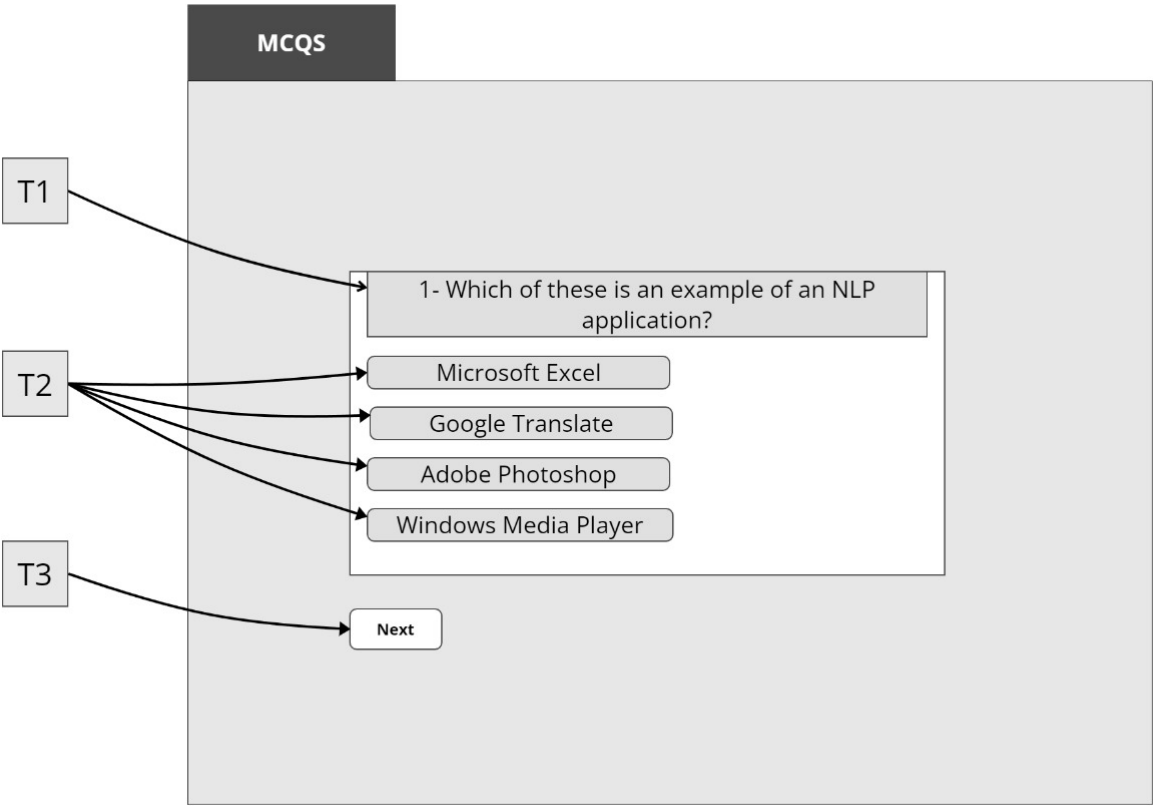 MCQS
T1
1- Which of these is an example of an NLP
application?
T2
Microsoft Excel
Google Translate
Adobe Photoshop
Windows Media Player
T3
Next